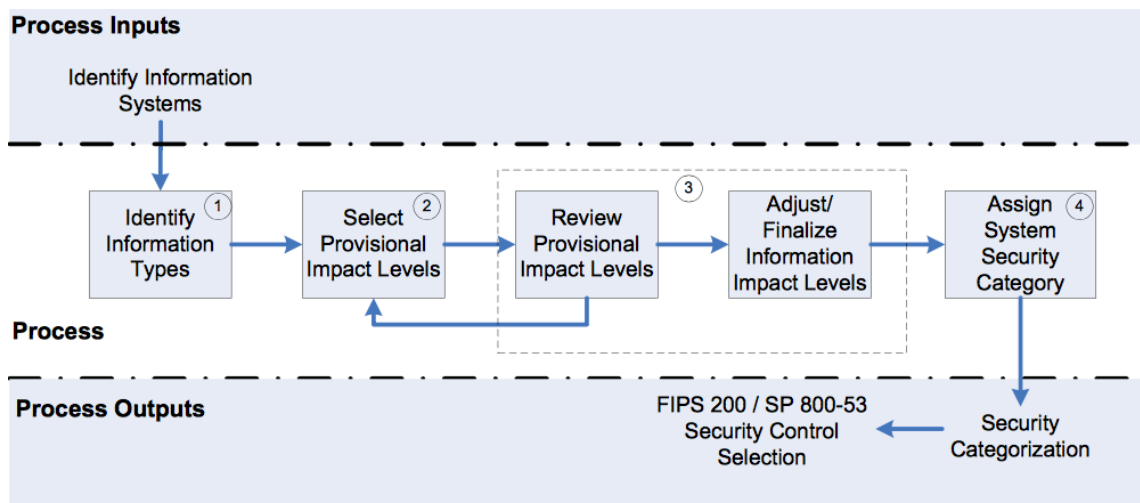 Process Inputs
Identify Information
Systems
1
Identify
Information
Types
2
Select
Provisional
Impact Levels
3
Review
Provisional
Impact Levels
Adjust/
Finalize
Information
Impact Levels
4
Assign
System
Security
Category
Process
Process Outputs
FIPS 200 / SP 800-53
Security Control
Selection
Security
Categorization